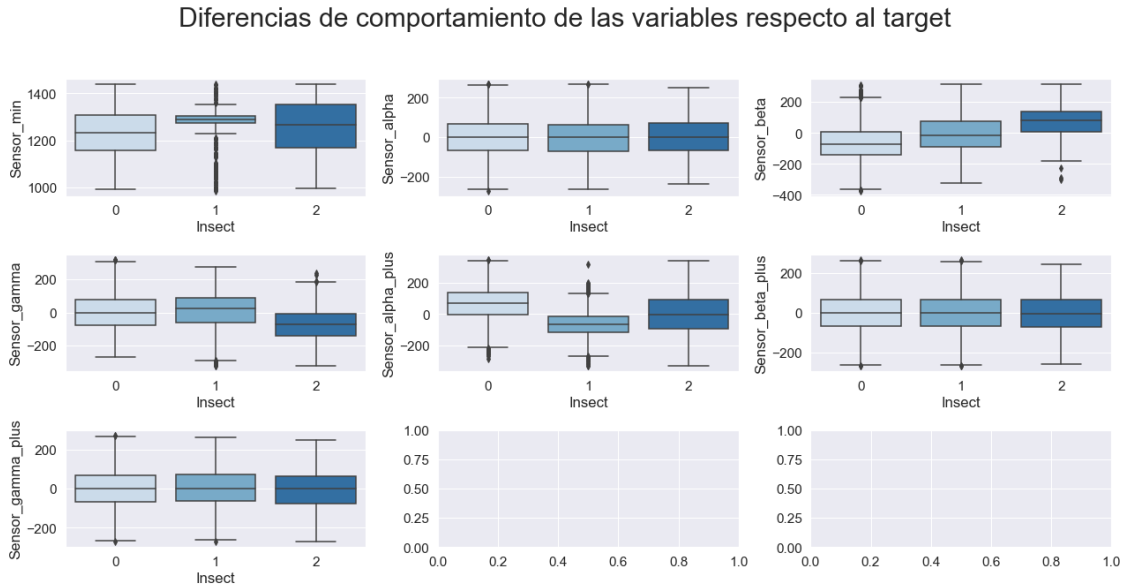 Diferencias de comportamiento de las variables respecto al target
Sensor_min
1400
1200
1000
0 1 2
Insect
Sensor_alpha
200
0
−200
0 1 2
Insect
Sensor_beta
200
0
−200
−400
0 1 2
Insect
Sensor_gamma
200
0
−200
0 1 2
Insect
Sensor_alpha_plus
200
0
−200
0 1 2
Insect
Sensor_beta_plus
200
0
−200
0 1 2
Insect
Sensor_gamma_plus
200
0
−200
0 1 2
Insect
1.00
0.75
0.50
0.25
0.00
0.0 0.2 0.4 0.6 0.8 1.0
1.00
0.75
0.50
0.25
0.00
0.0 0.2 0.4 0.6 0.8 1.0